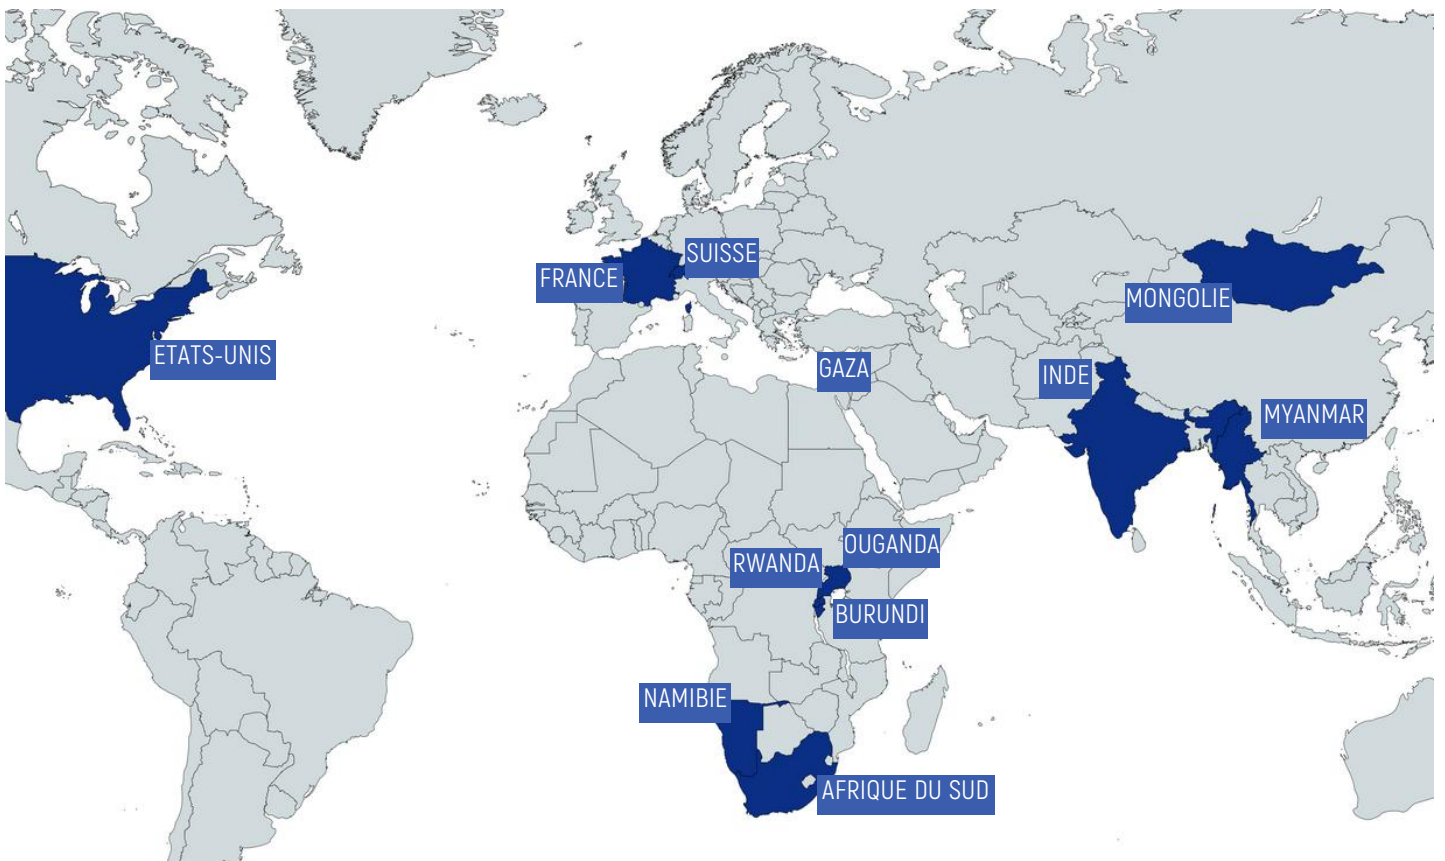 SUISSE
FRANCE
MONGOLIE
ETATS-UNIS
GAZA
INDE
MYANMAR
OUGANDA
RWANDA
BURUNDI
NAMIBIE
AFRIQUE DU SUD